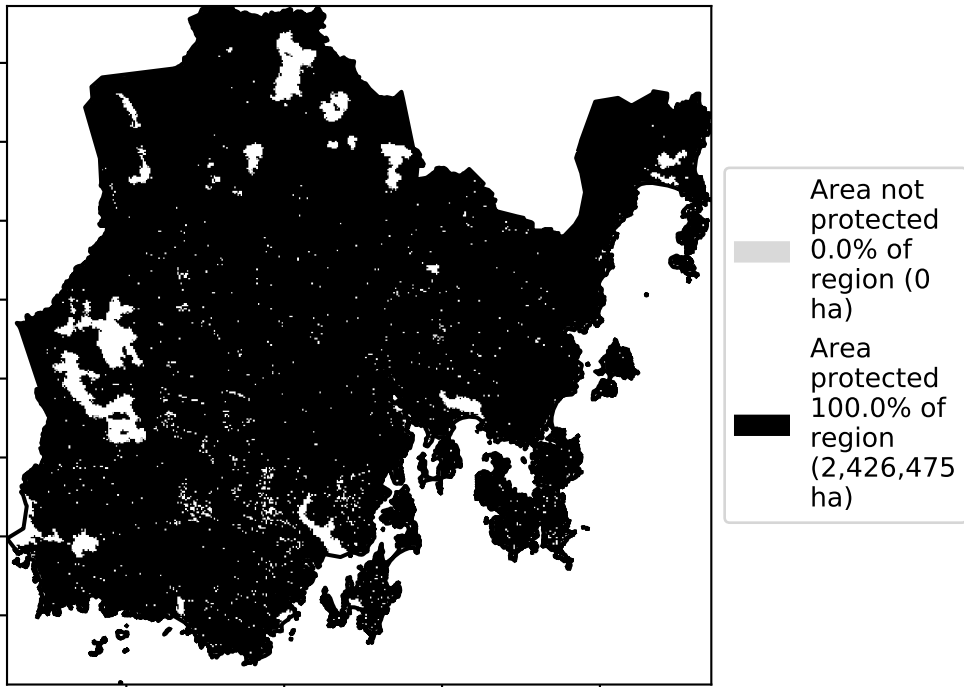 Area not
protected
0.0% of
region (0
ha)
Area
protected
100.0% of
region
(2,426,475
ha)